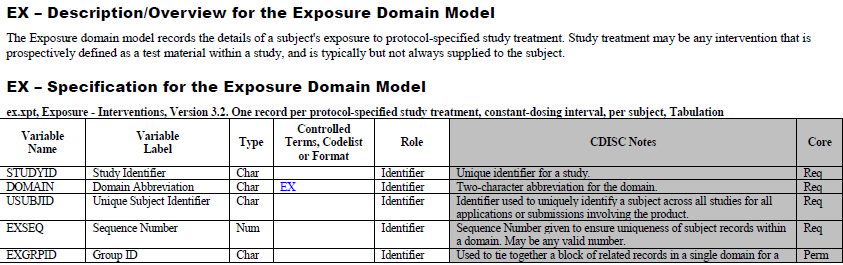 EX – Description/Overview for the Exposure Domain Model
The Exposure domain model records the details of a subject's exposure to protocol-specified study treatment. Study treatment may be any intervention that is
prospectively defined as a test material within a study, and is typically but not always supplied to the subject.
EX – Specification for the Exposure Domain Model
ex.xpt, Exposure - Interventions, Version 3.2. One record per protocol-specified study treatment, constant-dosing interval, per subject, Tabulation
Variable Name Variable Label Type Controlled Terms, Codelist or Format Role CDISC Notes Core
STUDYID Study Identifier Char Identifier Unique identifier for a study. Req
DOMAIN Domain Abbreviation Char EX Identifier Two-character abbreviation for the domain. Req
USUBJID Unique Subject Identifier Char Identifier Identifier used to uniquely identify a subject across all studies for all Req
applications or submissions involving the product.
EXSEQ Sequence Number Num Identifier Sequence Number given to ensure uniqueness of subject records within Req
a domain. May be any valid number.
EXGRPID Group ID Char Identifier Used to tie together a block of related records in a single domain for a Perm